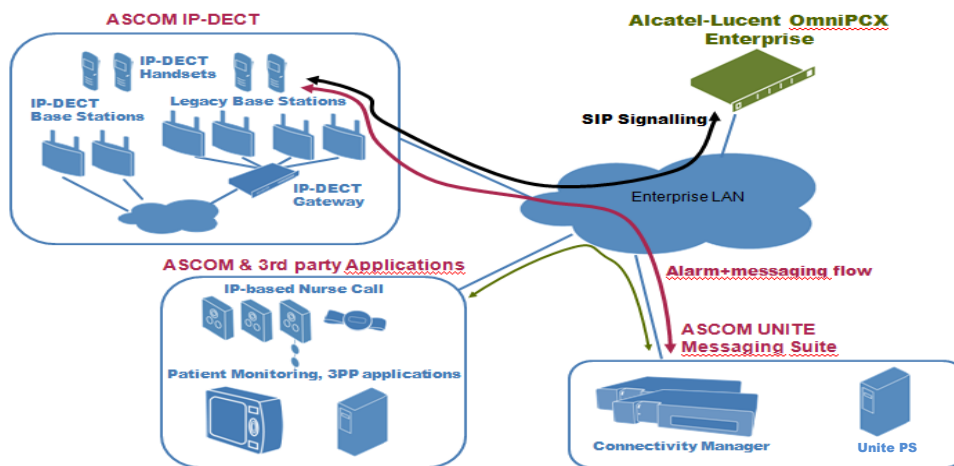 ASCOM IP-DECT
Alcatel-Lucent OmniPCX
Enterprise
IP-DECT
Handsets
IP-DECT
Base Stations
Legacy Base Stations
SIP Signalling
IP-DECT
Gateway
Enterprise LAN
ASCOM & 3rd party Applications
Alarm+messaging flow
IP-based Nurse Call
ASCOM UNITE
Messaging Suite
Patient Monitoring, 3PP applications
Connectivity Manager
Unite PS